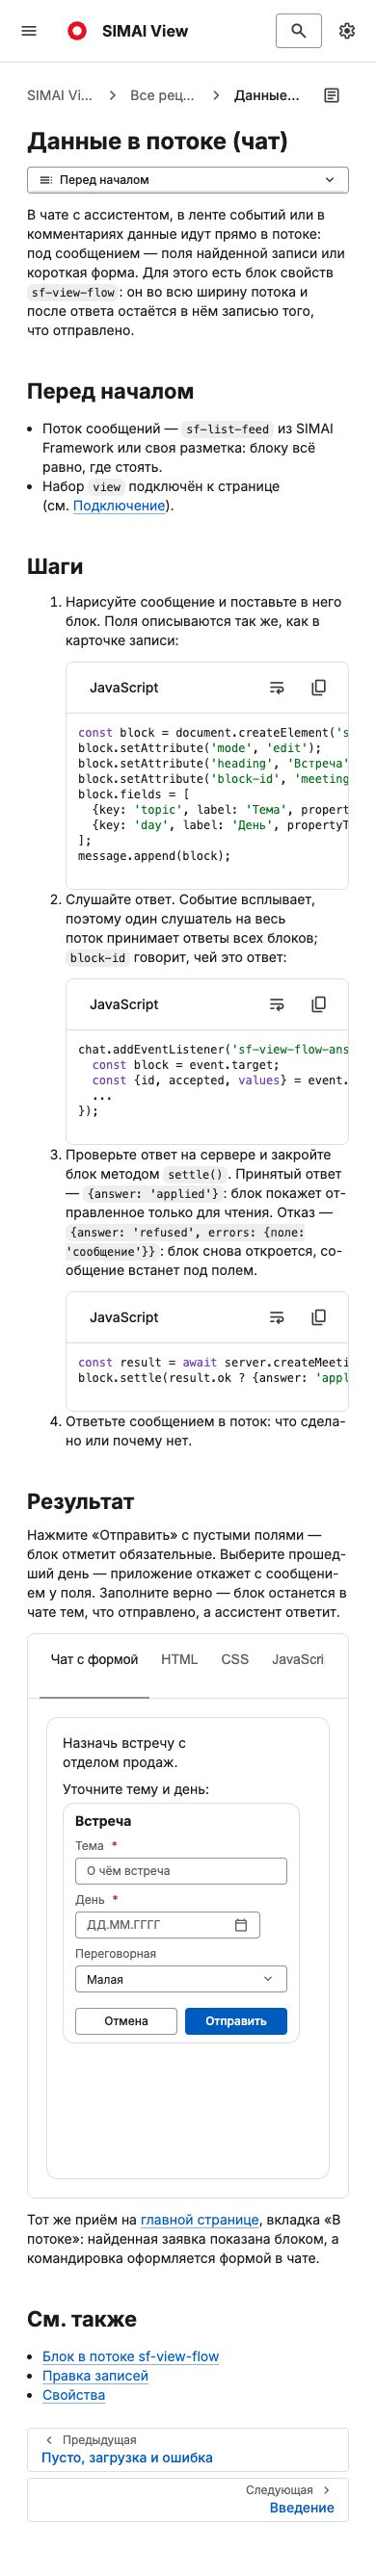 SIMAI View
SIMAI Vi...
Все рец...
Данные...
Данные в потоке (чат)
Перед началом
В чате с ассистентом, в ленте событий или в
комментариях данные идут прямо в потоке:
под сообщением — поля найденной записи или
короткая форма. Для этого есть блок свойств
sf-view-flow: он во всю ширину потока и
после ответа остаётся в нём записью того,
что отправлено.
Перед началом
• Поток сообщений — sf-list-feed из SIMAI
Framework или своя разметка: блоку всё
равно, где стоять.
• Набор view подключён к странице
(см. Подключение).
Шаги
1. Нарисуйте сообщение и поставьте в него
блок. Поля описываются так же, как в
карточке записи:
JavaScript
const block = document.createElement('s
block.setAttribute('mode', 'edit');
block.setAttribute('heading', 'Встреча'
block.setAttribute('block-id', 'meeting
block.fields = [
{key: 'topic', label: 'Тема', propert
{key: 'day', label: 'День', propertyT
];
message.append(block);
2. Слушайте ответ. Событие всплывает,
поэтому один слушатель на весь
поток принимает ответы всех блоков;
block-id говорит, чей это ответ:
JavaScript
chat.addEventListener('sf-view-flow-ans
const block = event.target;
const {id, accepted, values} = event.
...
});
3. Проверьте ответ на сервере и закройте
блок методом settle(). Принятый ответ
— {answer: 'applied'}: блок покажет от-
правленное только для чтения. Отказ —
{answer: 'refused', errors: {поле:
'сообщение'}}: блок снова откроется, со-
общение встанет под полем.
JavaScript
const result = await server.createMeeti
block.settle(result.ok ? {answer: 'appl
4. Ответьте сообщением в поток: что сдела-
но или почему нет.
Результат
Нажмите «Отправить» с пустыми полями —
блок отметит обязательные. Выберите прошед-
ший день — приложение откажет с сообщени-
ем у поля. Заполните верно — блок останется в
чате тем, что отправлено, а ассистент ответит.
Чат с формой
HTML
CSS
JavaScri
Назначь встречу с
отделом продаж.
Уточните тему и день:
Встреча
Тема *
О чём встреча
День *
ДД.ММ.ГГГГ
Переговорная
Малая
Отмена
Отправить
Тот же приём на главной странице, вкладка «В
потоке»: найденная заявка показана блоком, а
командировка оформляется формой в чате.
См. также
• Блок в потоке sf-view-flow
• Правка записей
• Свойства
Предыдущая
Пусто, загрузка и ошибка
Следующая
Введение